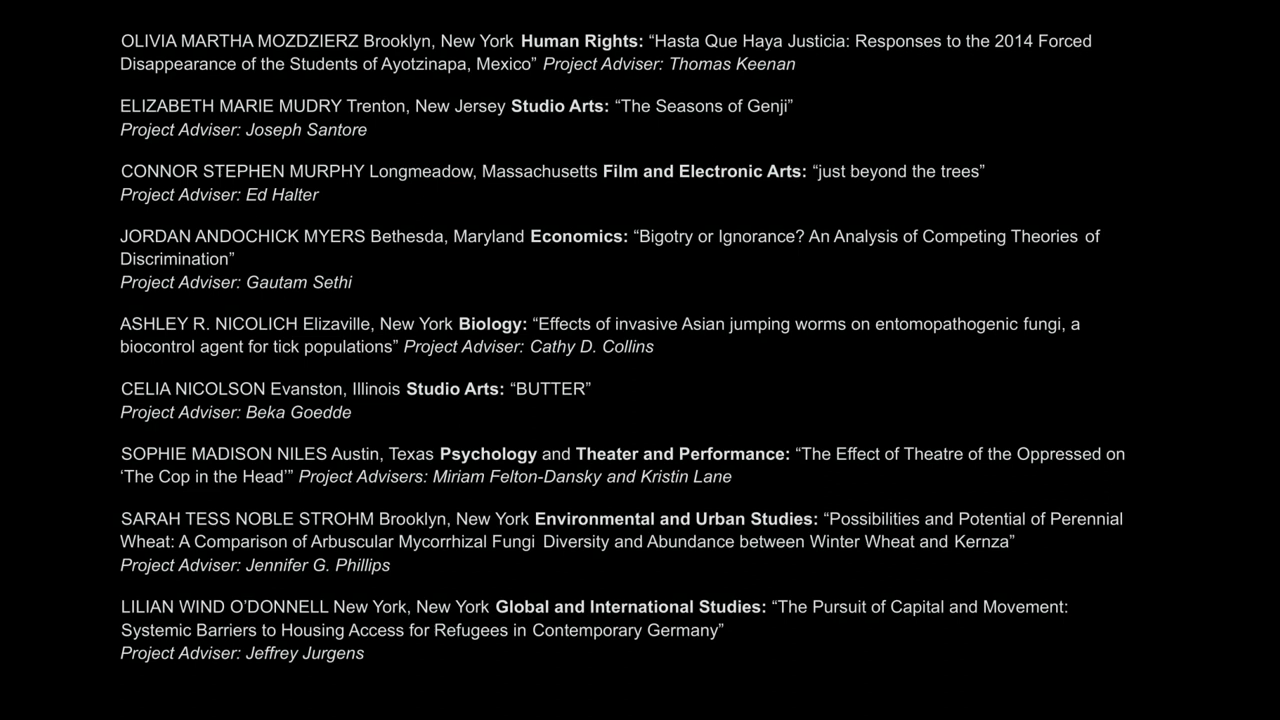 OLIVIA MARTHA MOZDZIERZ Brooklyn, New York Human Rights: “Hasta Que Haya Justicia: Responses to the 2014 Forced
Disappearance of the Students of Ayotzinapa, Mexico” Project Adviser: Thomas Keenan
ELIZABETH MARIE MUDRY Trenton, New Jersey Studio Arts: “The Seasons of Genji”
Project Adviser: Joseph Santore
CONNOR STEPHEN MURPHY Longmeadow, Massachusetts Film and Electronic Arts: “just beyond the trees”
Project Adviser: Ed Halter
JORDAN ANDOCHICK MYERS Bethesda, Maryland Economics: “Bigotry or Ignorance? An Analysis of Competing Theories of
Discrimination”
Project Adviser: Gautam Sethi
ASHLEY R. NICOLICH Elizaville, New York Biology: “Effects of invasive Asian jumping worms on entomopathogenic fungi, a
biocontrol agent for tick populations” Project Adviser: Cathy D. Collins
CELIA NICOLSON Evanston, Illinois Studio Arts: “BUTTER”
Project Adviser: Beka Goedde
SOPHIE MADISON NILES Austin, Texas Psychology and Theater and Performance: “The Effect of Theatre of the Oppressed on
‘The Cop in the Head’” Project Advisers: Miriam Felton-Dansky and Kristin Lane
SARAH TESS NOBLE STROHM Brooklyn, New York Environmental and Urban Studies: “Possibilities and Potential of Perennial
Wheat: A Comparison of Arbuscular Mycorrhizal Fungi Diversity and Abundance between Winter Wheat and Kernza”
Project Adviser: Jennifer G. Phillips
LILIAN WIND O’DONNELL New York, New York Global and International Studies: “The Pursuit of Capital and Movement:
Systemic Barriers to Housing Access for Refugees in Contemporary Germany”
Project Adviser: Jeffrey Jurgens